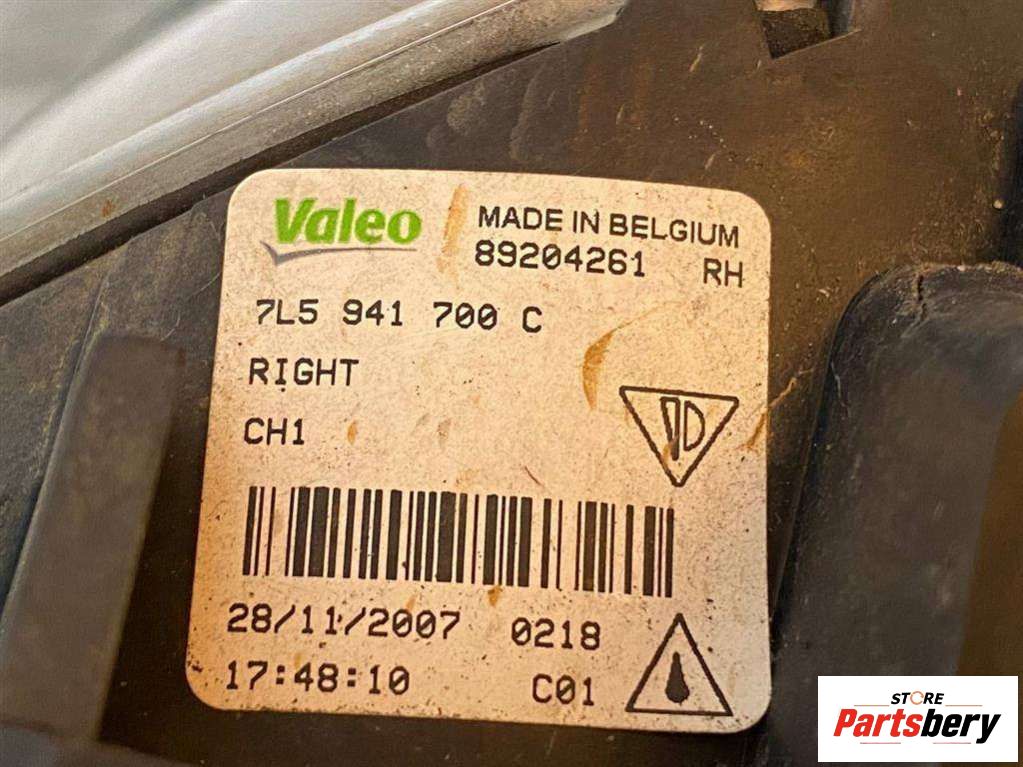 Valeo
MADE IN BELGIUM
89204261 RH
7L5 941 700 C
RIGHT
CH1
28/11/2007 0218
17:48:10 C01
STORE
Partsbery